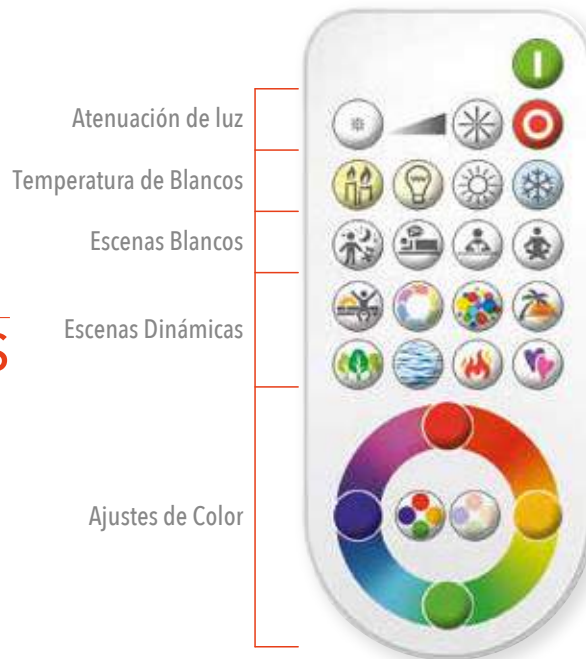 Atenuación de luz
Temperatura de Blancos
Escenas Blancos
Escenas Dinámicas
S
Ajustes de Color